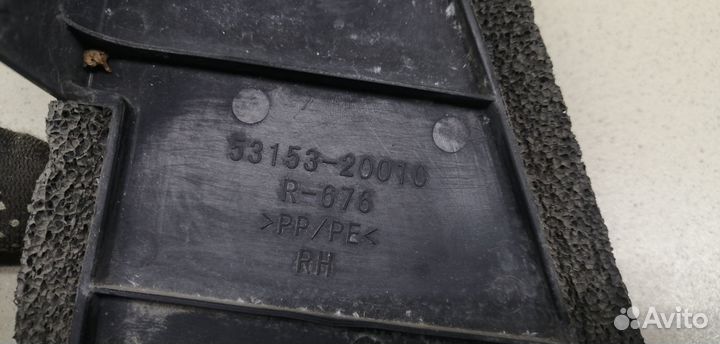 53153-20010
R-676
>PP/PE<
RH
Avito